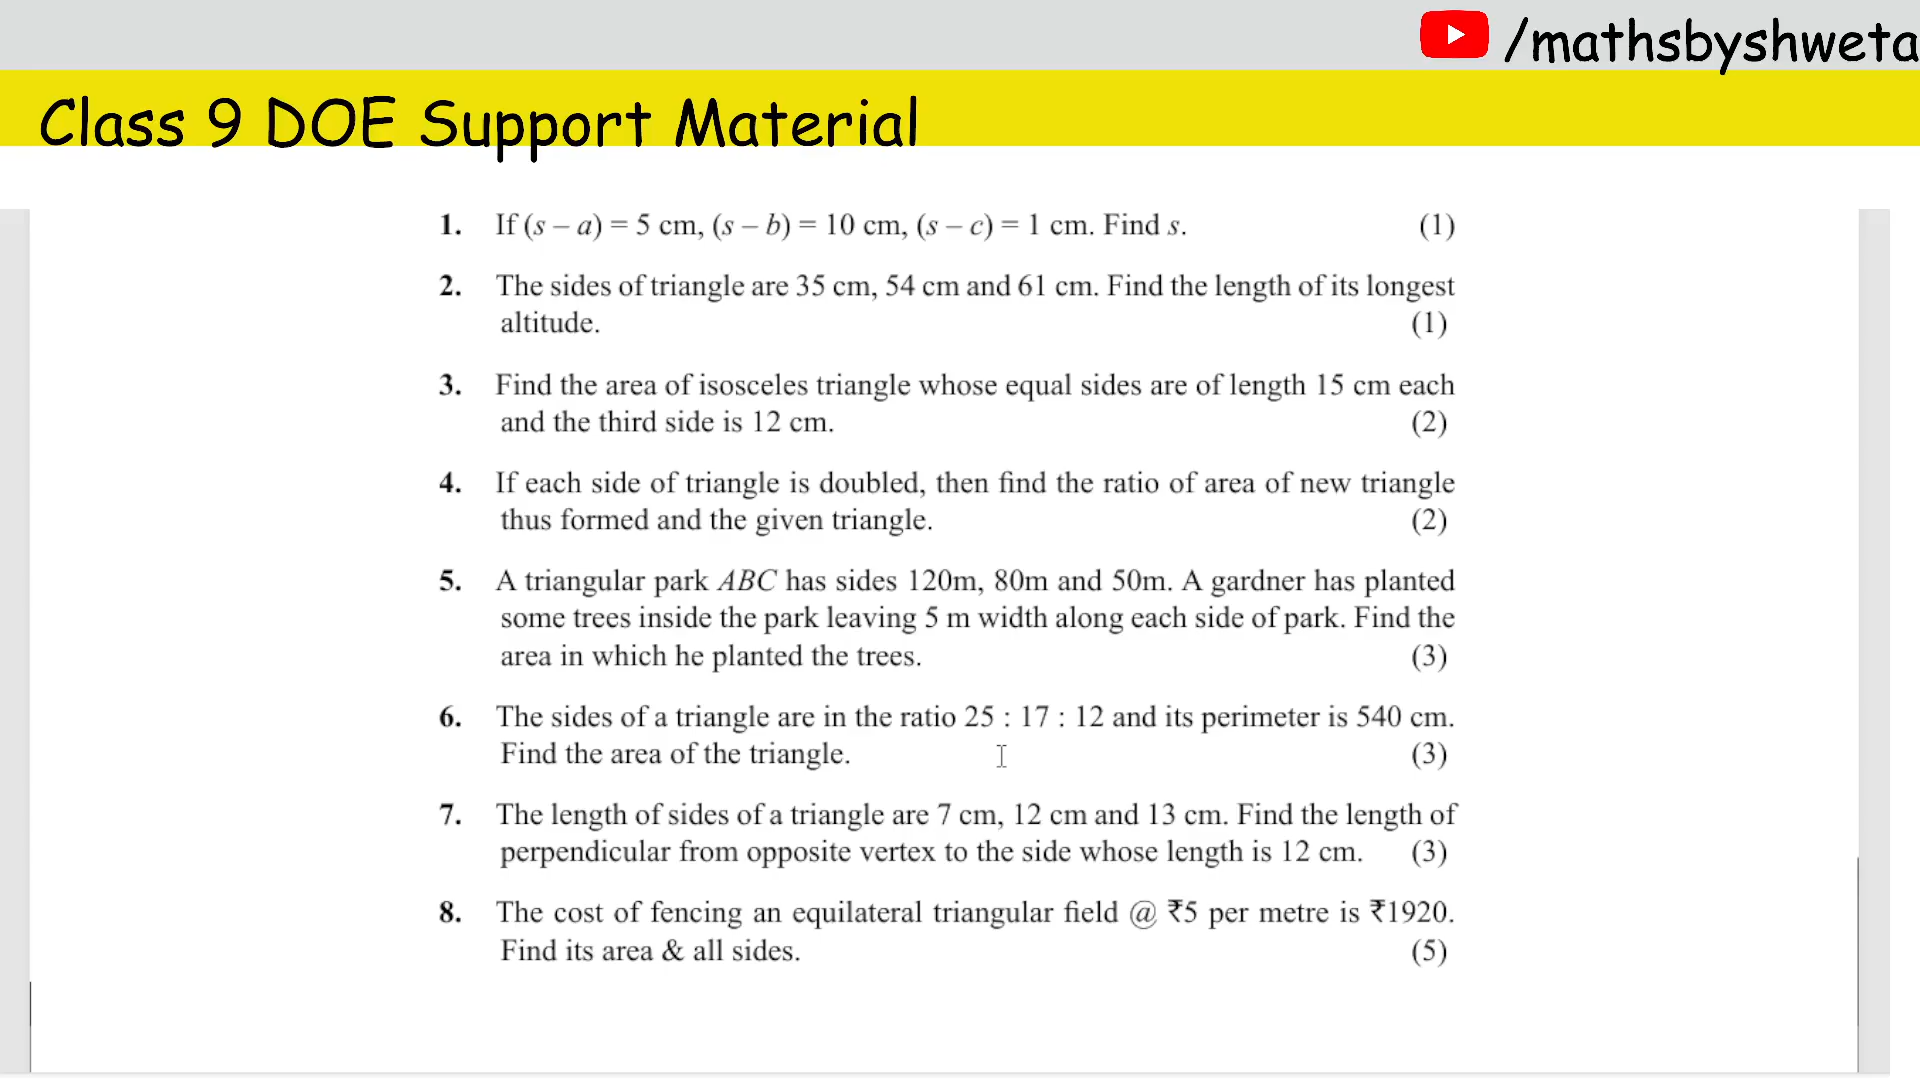 /mathsbyshweta
Class 9 DOE Support Material
1. If (s – a) = 5 cm, (s – b) = 10 cm, (s – c) = 1 cm. Find s. (1)
2. The sides of triangle are 35 cm, 54 cm and 61 cm. Find the length of its longest
altitude. (1)
3. Find the area of isosceles triangle whose equal sides are of length 15 cm each
and the third side is 12 cm. (2)
4. If each side of triangle is doubled, then find the ratio of area of new triangle
thus formed and the given triangle. (2)
5. A triangular park ABC has sides 120m, 80m and 50m. A gardner has planted
some trees inside the park leaving 5 m width along each side of park. Find the
area in which he planted the trees. (3)
6. The sides of a triangle are in the ratio 25 : 17 : 12 and its perimeter is 540 cm.
Find the area of the triangle. (3)
7. The length of sides of a triangle are 7 cm, 12 cm and 13 cm. Find the length of
perpendicular from opposite vertex to the side whose length is 12 cm. (3)
8. The cost of fencing an equilateral triangular field @ ₹5 per metre is ₹1920.
Find its area & all sides. (5)